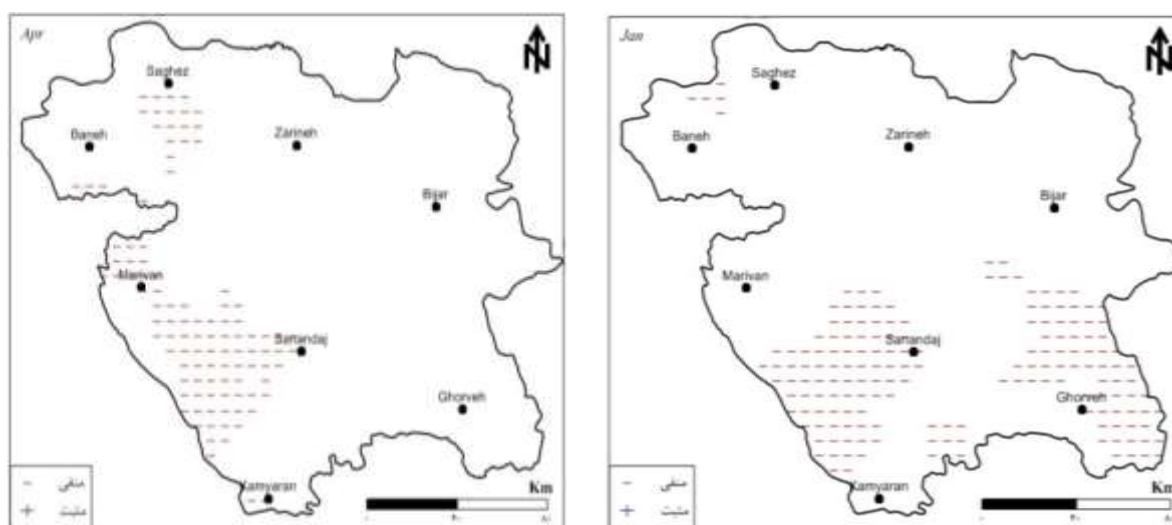 Apr
Saghez
Baneh
Zarineh
Bijar
Marivan
Sanandaj
Ghorveh
Kamyaran
N
منفی
مثبت
Km
Jan
Saghez
Baneh
Zarineh
Bijar
Marivan
Sanandaj
Ghorveh
Kamyaran
N
منفی
مثبت
Km